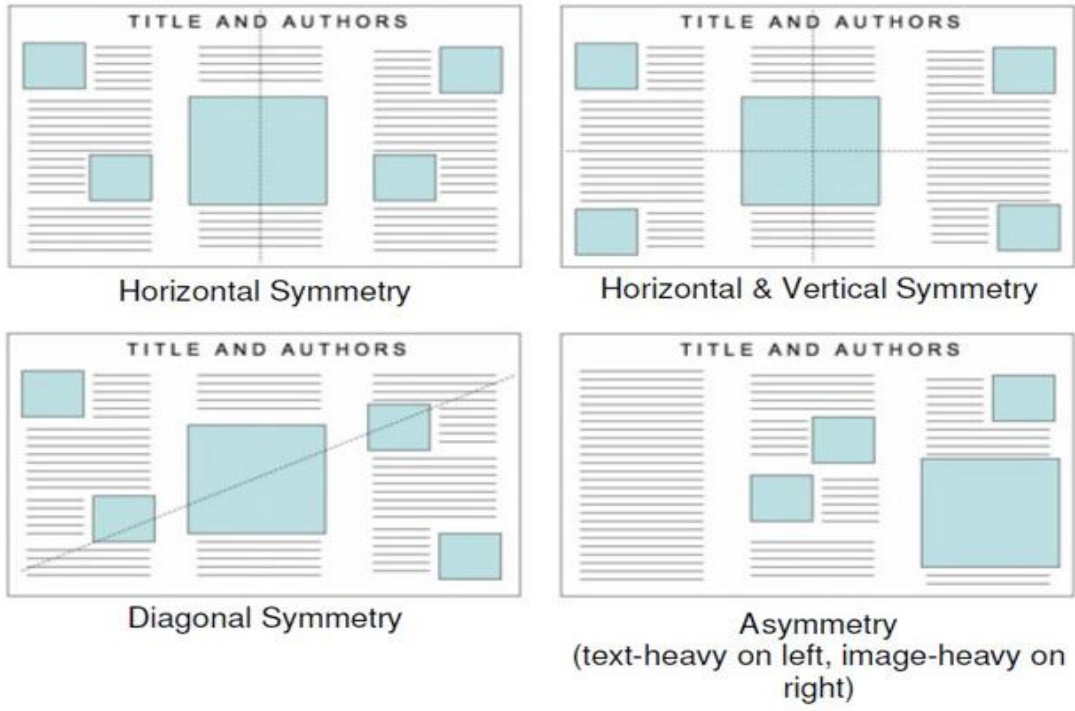 TITLE AND AUTHORS
TITLE AND AUTHORS
Horizontal Symmetry
Horizontal & Vertical Symmetry
TITLE AND AUTHORS
TITLE AND AUTHORS
Diagonal Symmetry
Asymmetry
(text-heavy on left, image-heavy on
right)